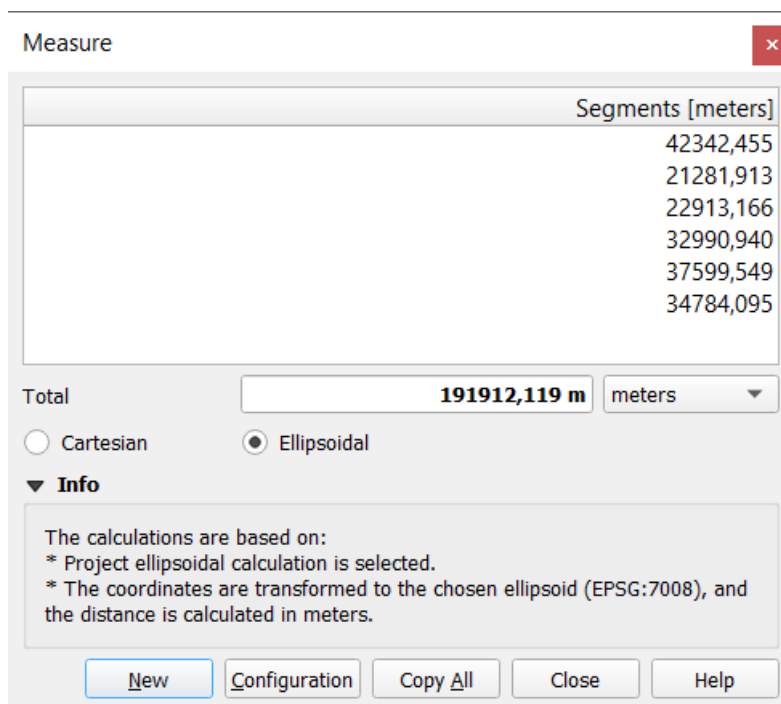 Measure
Segments [meters]
42342,455
21281,913
22913,166
32990,940
37599,549
34784,095
Total 191912,119 m meters
Cartesian Ellipsoidal
Info
The calculations are based on:
* Project ellipsoidal calculation is selected.
* The coordinates are transformed to the chosen ellipsoid (EPSG:7008), and
the distance is calculated in meters.
New Configuration Copy All Close Help